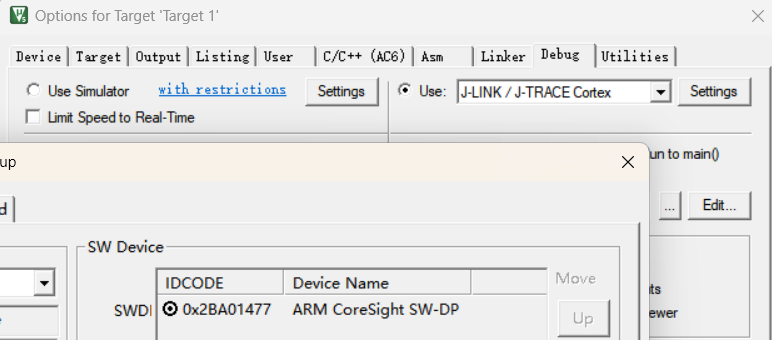 Options for Target 'Target 1'
Device Target Output Listing User C/C++ (AC6) Asm Linker Debug Utilities
Use Simulator with restrictions Settings Use: J-LINK / J-TRACE Cortex Settings
Limit Speed to Real-Time
up
un to main()
d
... Edit...
SW Device
IDCODE Device Name Move
SWDI 0x2BA01477 ARM CoreSight SW-DP Up
ts
ewer